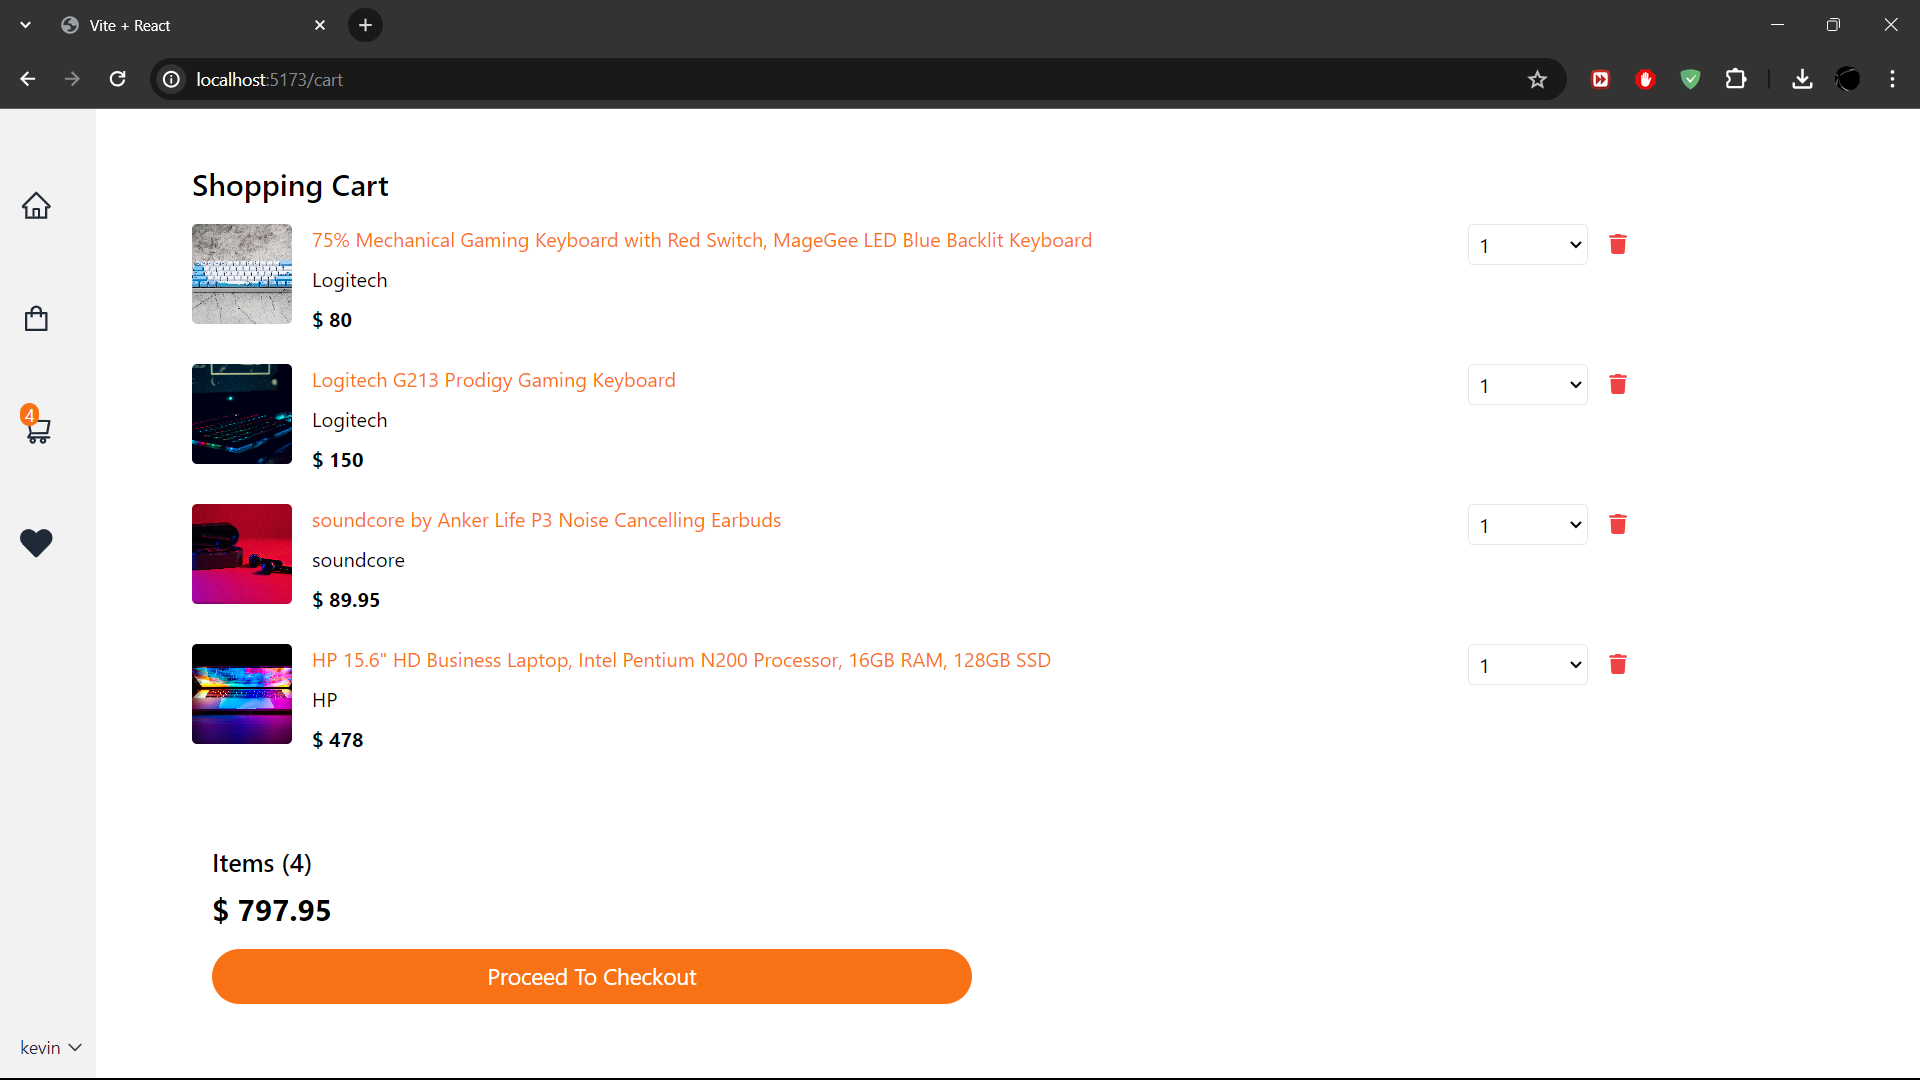 Vite + React
localhost:5173/cart
Shopping Cart
75% Mechanical Gaming Keyboard with Red Switch, MageGee LED Blue Backlit Keyboard
1
Logitech
$ 80
Logitech G213 Prodigy Gaming Keyboard
1
Logitech
$ 150
4
soundcore by Anker Life P3 Noise Cancelling Earbuds
1
soundcore
$ 89.95
HP 15.6" HD Business Laptop, Intel Pentium N200 Processor, 16GB RAM, 128GB SSD
1
HP
$ 478
Items (4)
$ 797.95
Proceed To Checkout
kevin